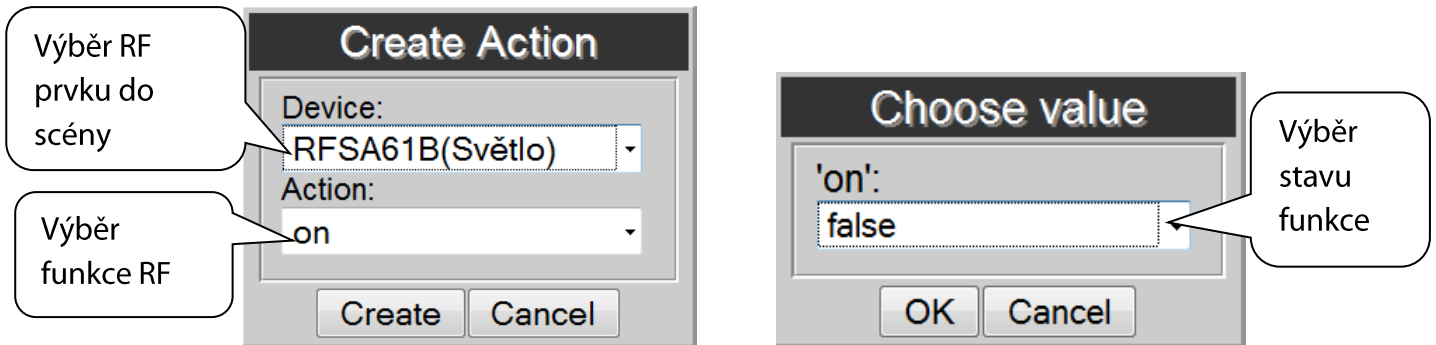 Výběr RF
prvku do
scény
Výběr
funkce RF
Create Action
Device:
RFSA61B(Světlo)
Action:
on
Create Cancel
Choose value
'on':
false
OK Cancel
Výběr
stavu
funkce